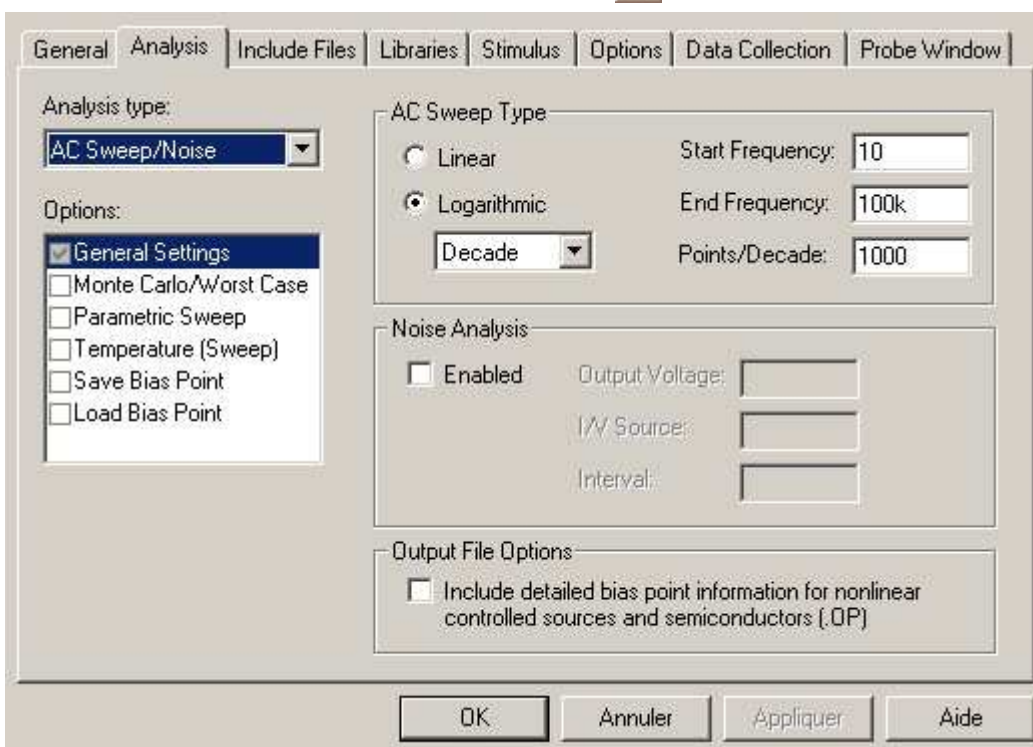 General Analysis Include Files Libraries Stimulus Options Data Collection Probe Window
Analysis type:
AC Sweep/Noise
Options:
General Settings
Monte Carlo/Worst Case
Parametric Sweep
Temperature (Sweep)
Save Bias Point
Load Bias Point
AC Sweep Type
Linear
Logarithmic
Decade
Start Frequency: 10
End Frequency: 100k
Points/Decade: 1000
Noise Analysis
Enabled
Output Voltage:
I/V Source:
Interval:
Output File Options
Include detailed bias point information for nonlinear
controlled sources and semiconductors (.OP)
OK Annuler Appliquer Aide